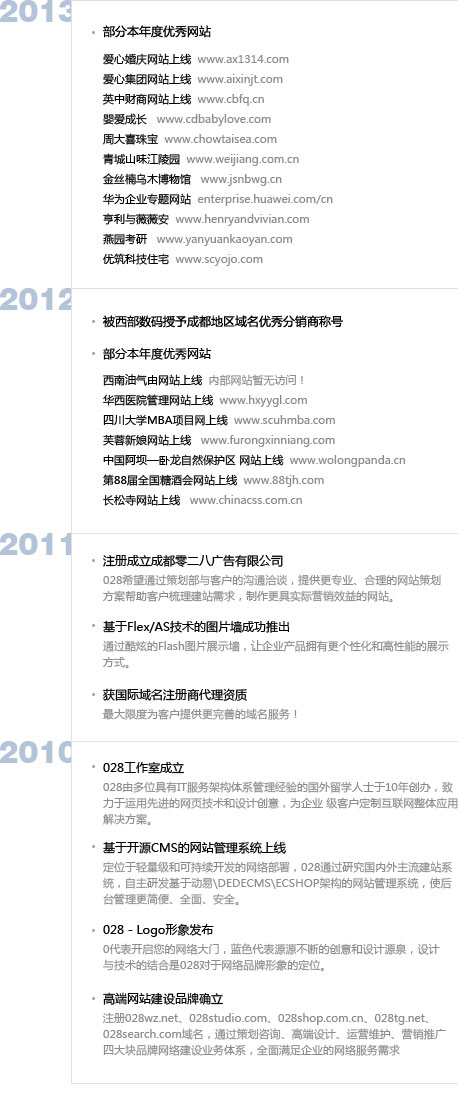 2013
部分本年度优秀网站
爱心婚庆网站上线 www.ax1314.com
爱心集团网站上线 www.aixinjt.com
英中财商网站上线 www.cbfq.cn
婴爱成长 www.cdbabylove.com
周大喜珠宝 www.chowtaisea.com
青城山味江陵园 www.weijiang.com.cn
金丝楠乌木博物馆 www.jsnbwg.cn
华为企业专题网站 enterprise.huawei.com/cn
亨利与薇薇安 www.henryandvivian.com
燕园考研 www.yanyuankaoyan.com
优筑科技住宅 www.scyojo.com
2012
被西部数码授予成都地区域名优秀分销商称号
部分本年度优秀网站
西南油气由网站上线 内部网站暂无访问！
华西医院管理网站上线 www.hxyygl.com
四川大学MBA项目网上线 www.scuhmba.com
芙蓉新娘网站上线 www.furongxinniang.com
中国阿坝—卧龙自然保护区 网站上线 www.wolongpanda.cn
第88届全国糖酒会网站上线 www.88tjh.com
长松寺网站上线 www.chinacss.com.cn
2011
注册成立成都零二八广告有限公司
028希望通过策划部与客户的沟通洽谈，提供更专业、合理的网站策划
方案帮助客户梳理建站需求，制作更具实际营销效益的网站。
基于Flex/AS技术的图片墙成功推出
通过酷炫的Flash图片展示墙，让企业产品拥有更个性化和高性能的展示
方式。
获国际域名注册商代理资质
最大限度为客户提供更完善的域名服务！
2010
028工作室成立
028由多位具有IT服务架构体系管理经验的国外留学人士于10年创办，致
力于运用先进的网页技术和设计创意，为企业 级客户定制互联网整体应用
解决方案。
基于开源CMS的网站管理系统上线
定位于轻量级和可持续开发的网络部署，028通过研究国内外主流建站系
统，自主研发基于动易\DEDECMS\ECSHOP架构的网站管理系统，使后
台管理更简便、全面、安全。
028 - Logo形象发布
0代表开启您的网络大门，蓝色代表源源不断的创意和设计源泉，设计
与技术的结合是028对于网络品牌形象的定位。
高端网站建设品牌确立
注册028wz.net、028studio.com、028shop.com.cn、028tg.net、
028search.com域名，通过策划咨询、高端设计、运营维护、营销推广
四大块品牌网络建设业务体系，全面满足企业的网络服务需求